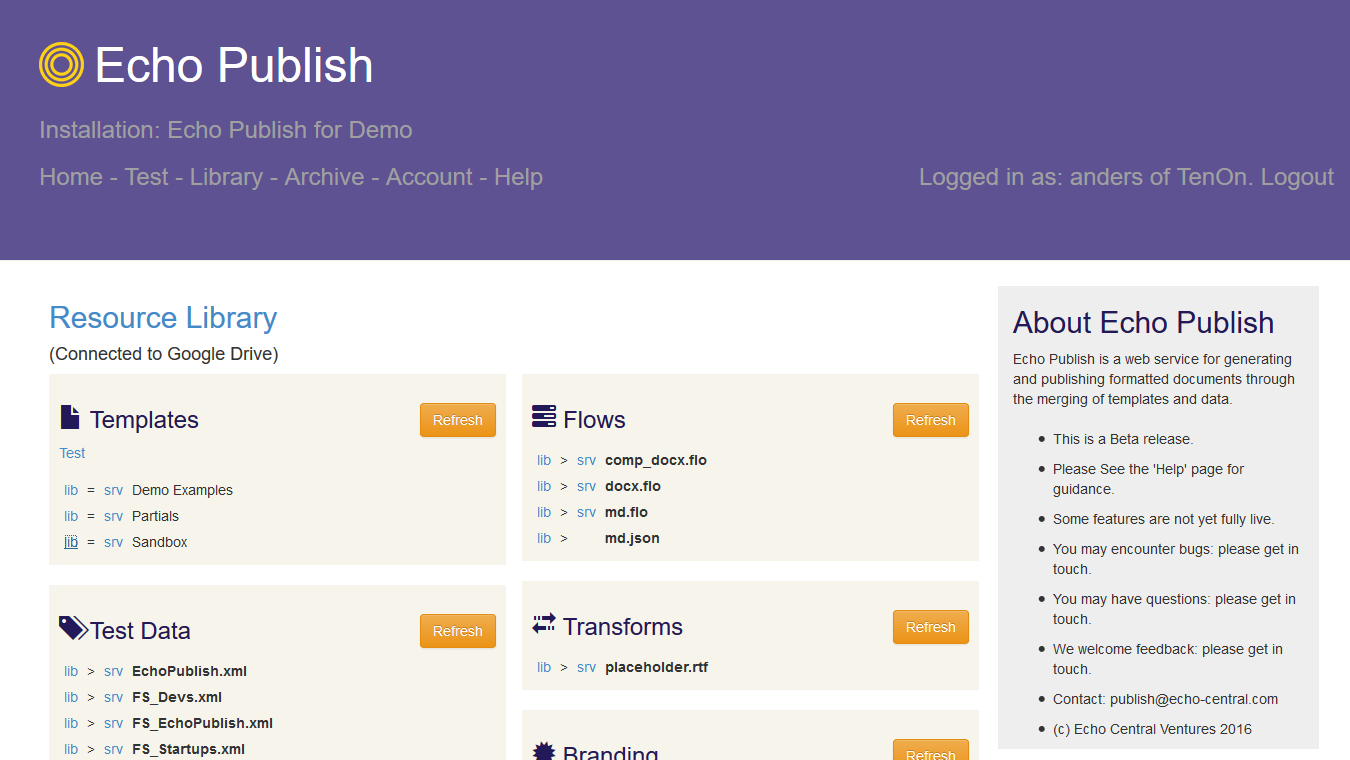 Echo Publish
Installation: Echo Publish for Demo
Home - Test - Library - Archive - Account - Help
Logged in as: anders of TenOn. Logout
Resource Library
(Connected to Google Drive)
Templates
Refresh
Test
lib = srv Demo Examples
lib = srv Partials
lib = srv Sandbox
Test Data
Refresh
lib > srv EchoPublish.xml
lib > srv FS_Devs.xml
lib > srv FS_EchoPublish.xml
lib > srv FS_Startups.xml
Flows
Refresh
lib > srv comp_docx.flo
lib > srv docx.flo
lib > srv md.flo
lib > md.json
Transforms
Refresh
lib > srv placeholder.rtf
Branding
Refresh
About Echo Publish
Echo Publish is a web service for generating
and publishing formatted documents through
the merging of templates and data.
• This is a Beta release.
• Please See the 'Help' page for
guidance.
• Some features are not yet fully live.
• You may encounter bugs: please get in
touch.
• You may have questions: please get in
touch.
• We welcome feedback: please get in
touch.
• Contact: publish@echo-central.com
• (c) Echo Central Ventures 2016